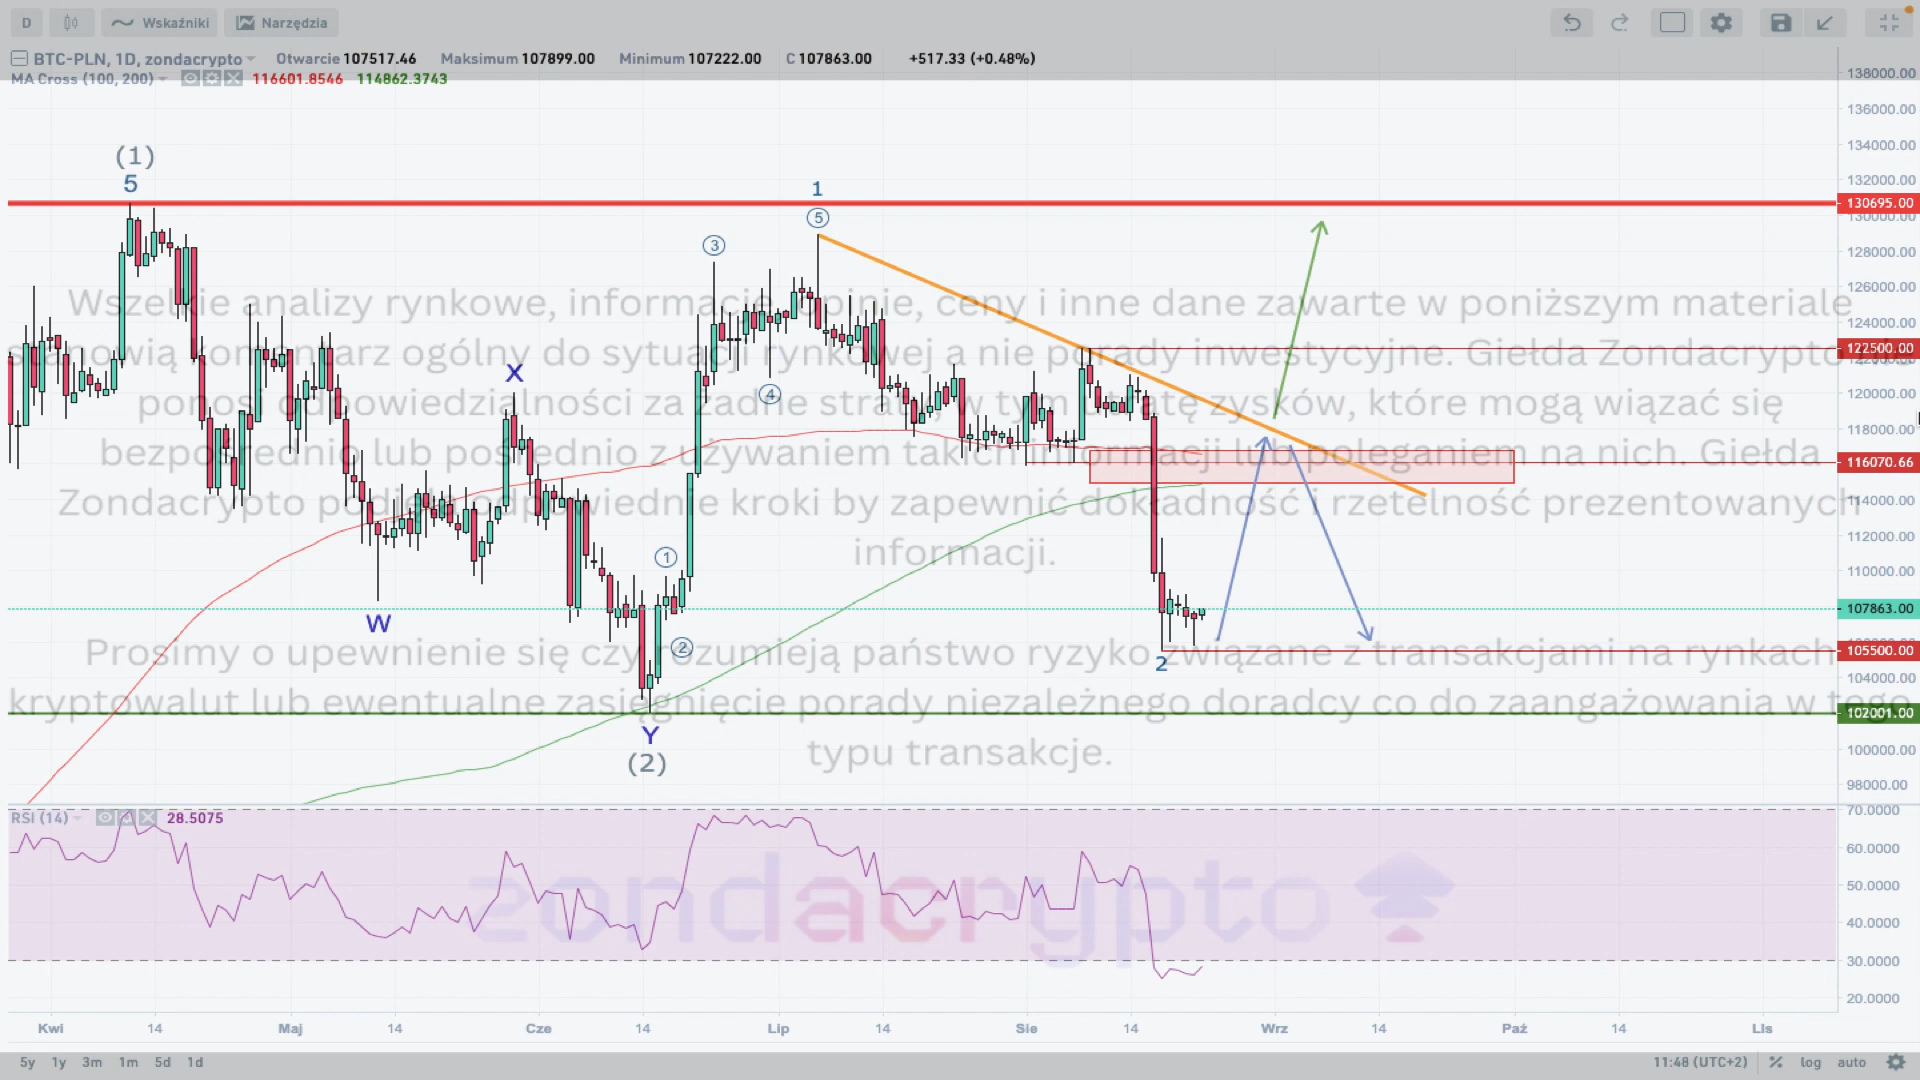 D Wskaźniki Narzędzia
BTC-PLN, 1D, zondacrypto Otwarcie 107517.46 Maksimum 107899.00 Minimum 107222.00 C 107863.00 +517.33 (+0.48%)
MA Cross (100, 200) 116601.8546 114862.3743
138000.00
136000.00
134000.00
132000.00
130695.00
130000.00
128000.00
126000.00
124000.00
122500.00
120000.00
118000.00
116070.66
114000.00
112000.00
110000.00
107863.00
105500.00
104000.00
102001.00
100000.00
98000.00
(1)
5
1
5
3
4
X
W
1
2
Y
(2)
2
Wszelkie analizy rynkowe, informacje, opinie, ceny i inne dane zawarte w poniższym materiale
stanowią komentarz ogólny do sytuacji rynkowej a nie porady inwestycyjne. Giełda Zondacrypto
ponosi odpowiedzialności za żadne straty, w tym utratę zysków, które mogą wiązać się
bezpośrednio lub pośrednio z używaniem takich informacji lub poleganiem na nich. Giełda
Zondacrypto podjęła odpowiednie kroki by zapewnić dokładność i rzetelność prezentowanych
informacji.
Prosimy o upewnienie się czy rozumieją państwo ryzyko związane z transakcjami na rynkach
kryptowalut lub ewentualne zasięgnięcie porady niezależnego doradcy co do zaangażowania w tego
typu transakcje.
RSI (14) 28.5075
zondacrypto
70.0000
60.0000
50.0000
40.0000
30.0000
20.0000
Kwi 14 Maj 14 Cze 14 Lip 14 Sie 14 Wrz 14 Paź 14 Lis
5y 1y 3m 1m 5d 1d 11:48 (UTC+2) % log auto